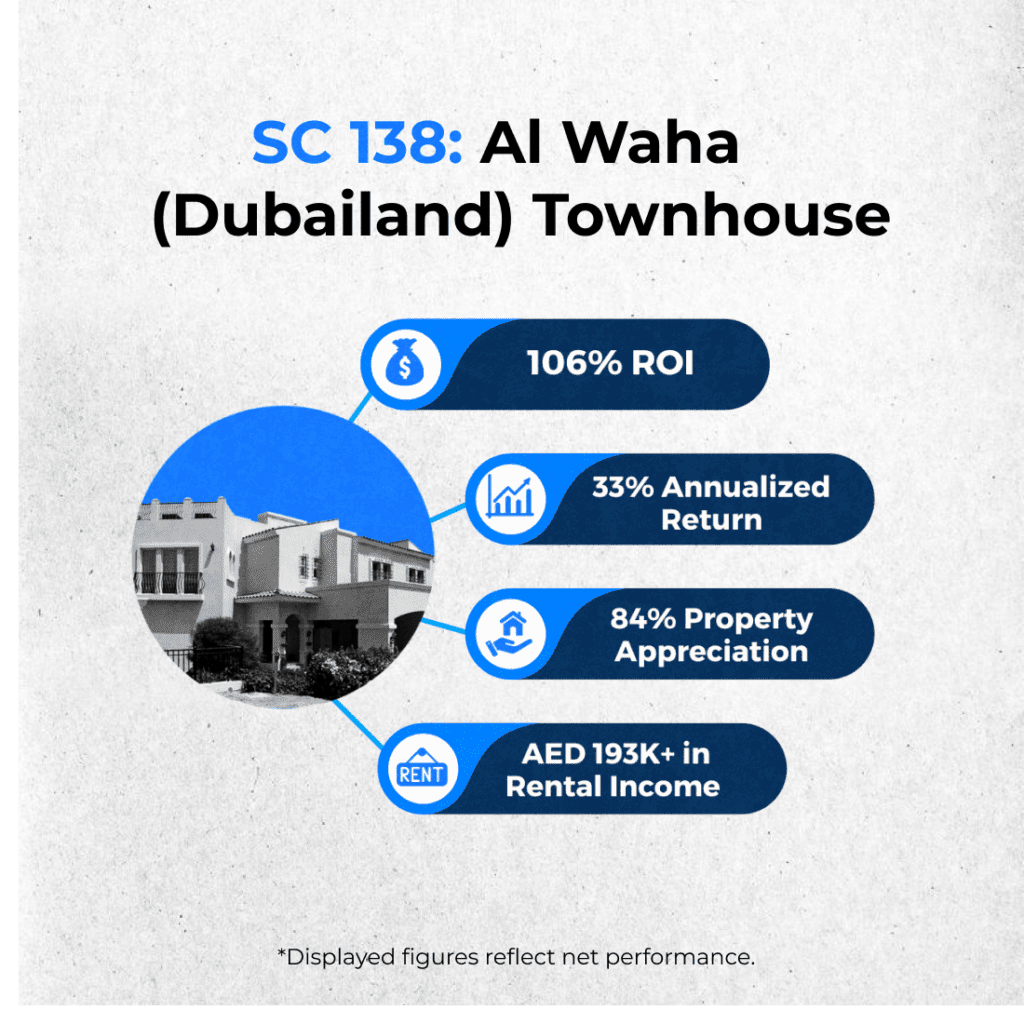 SC 138: Al Waha
(Dubailand) Townhouse
106% ROI
33% Annualized
Return
84% Property
Appreciation
RENT
AED 193K+ in
Rental Income
*Displayed figures reflect net performance.